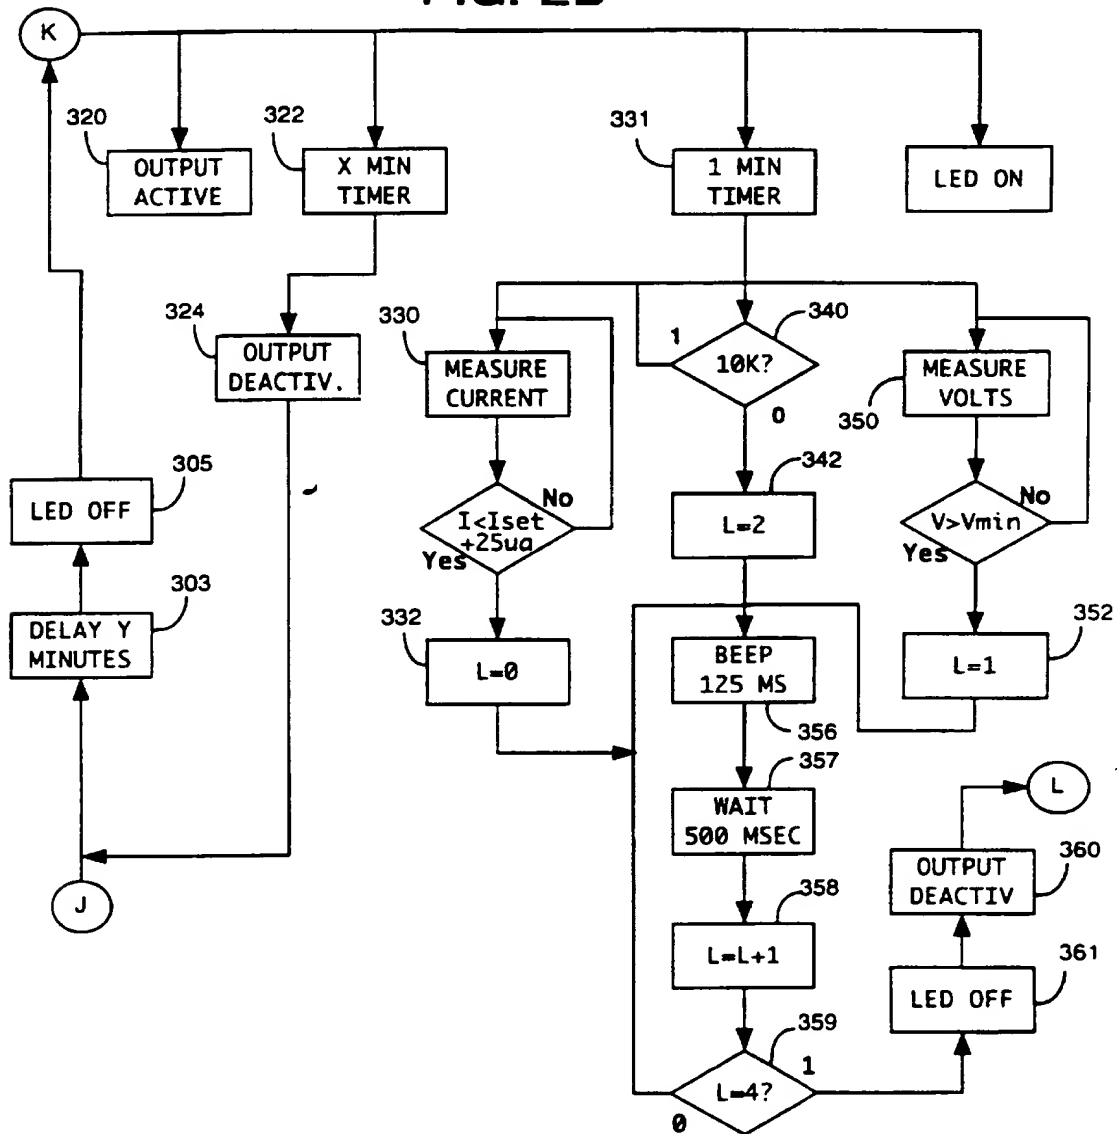 K
320
322
331
OUTPUT
ACTIVE
X MIN
TIMER
1 MIN
TIMER
LED ON
324
OUTPUT
DEACTIV.
330
MEASURE
CURRENT
1
10K?
340
0
MEASURE
VOLTS
350
305
LED OFF
I<Iset
+25ua
No
Yes
342
L=2
V>Vmin
No
Yes
303
DELAY Y
MINUTES
332
L=0
BEEP
125 MS
356
352
L=1
357
WAIT
500 MSEC
L
J
358
L=L+1
OUTPUT
DEACTIV
360
361
LED OFF
359
L=4?
1
0